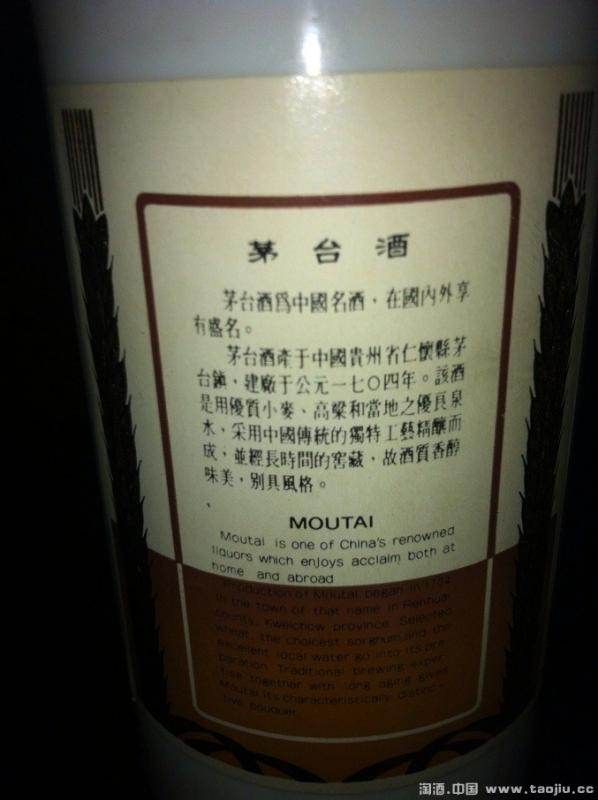 茅台酒
茅台酒爲中國名酒，在國內外享
有盛名。
茅台酒產于中國貴州省仁懷縣茅
台鎮，建廠于公元一七〇四年。該酒
是用優質小麥、高粱和當地之優良泉
水，采用中國傳統的獨特工藝精釀而
成，並經長時間的窖藏，故酒質香醇
味美，別具風格。
MOUTAI
Moutai is one of China's renowned
liquors which enjoys acclaim both at
home and abroad
Production of Moutai began in 1704
in the town of that name in Renhuai
county, Kweichow province. Selected
wheat, the choicest sorghum and the
excellent local water go into its pre-
paration. Traditional brewing exper-
tise together with long aging gives
Moutai its characteristically distinc-
tive bouquet.
淘酒.中国 www.taojiu.cc